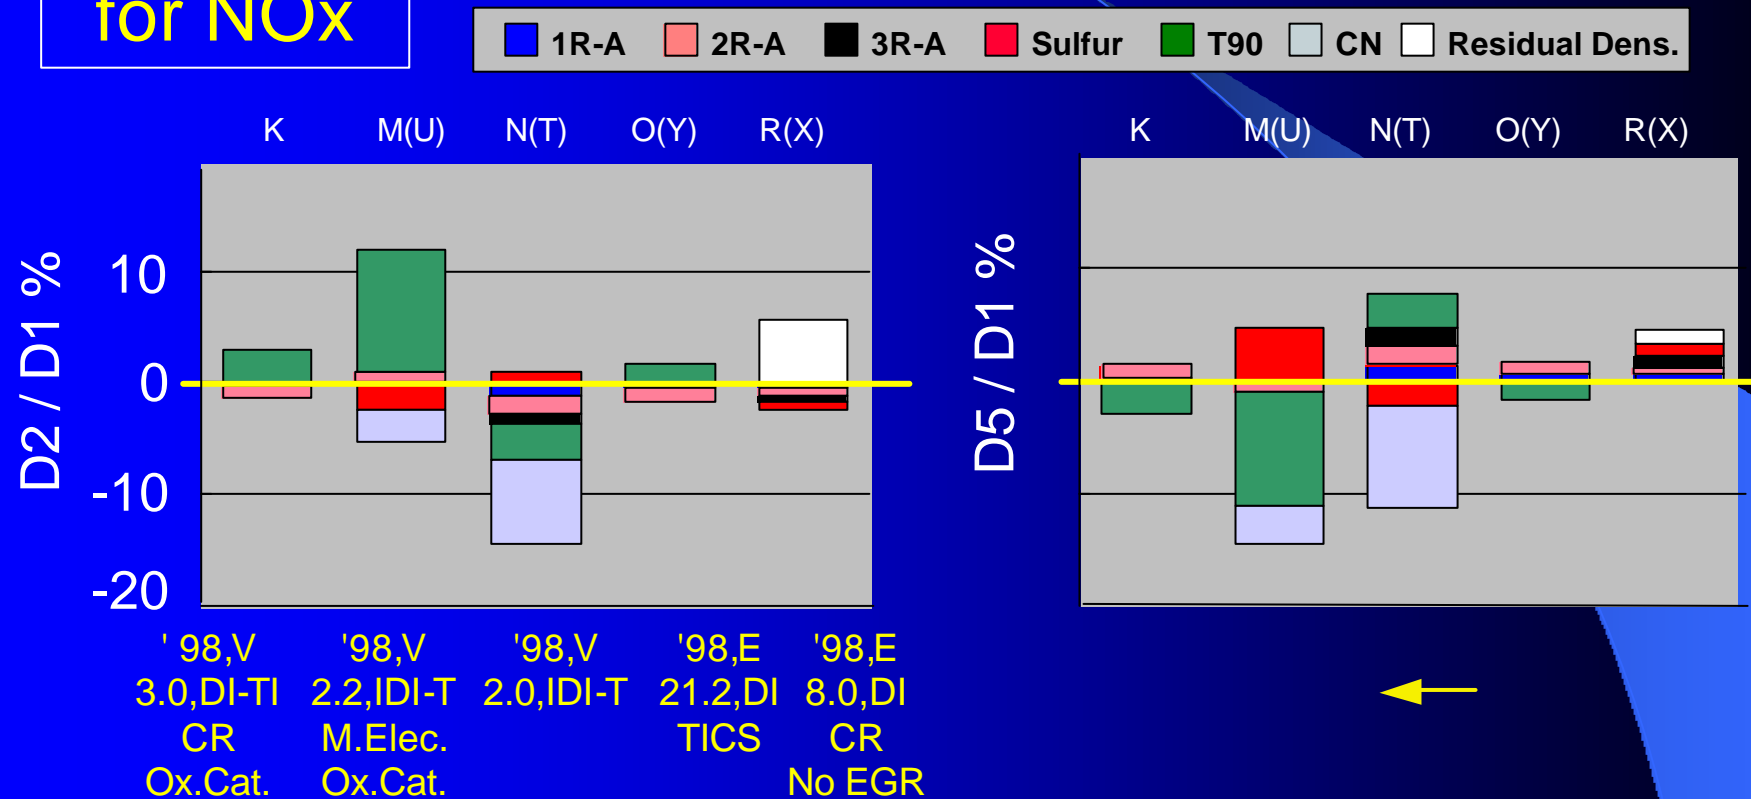 for NOx
1R-A 2R-A 3R-A Sulfur T90 CN Residual Dens.
K M(U) N(T) O(Y) R(X)
K M(U) N(T) O(Y) R(X)
D2 / D1 %
10
0
-10
-20
D5 / D1 %
' 98,V '98,V '98,V '98,E '98,E
3.0,DI-TI 2.2,IDI-T 2.0,IDI-T 21.2,DI 8.0,DI
CR M.Elec. TICS CR
Ox.Cat. Ox.Cat. No EGR